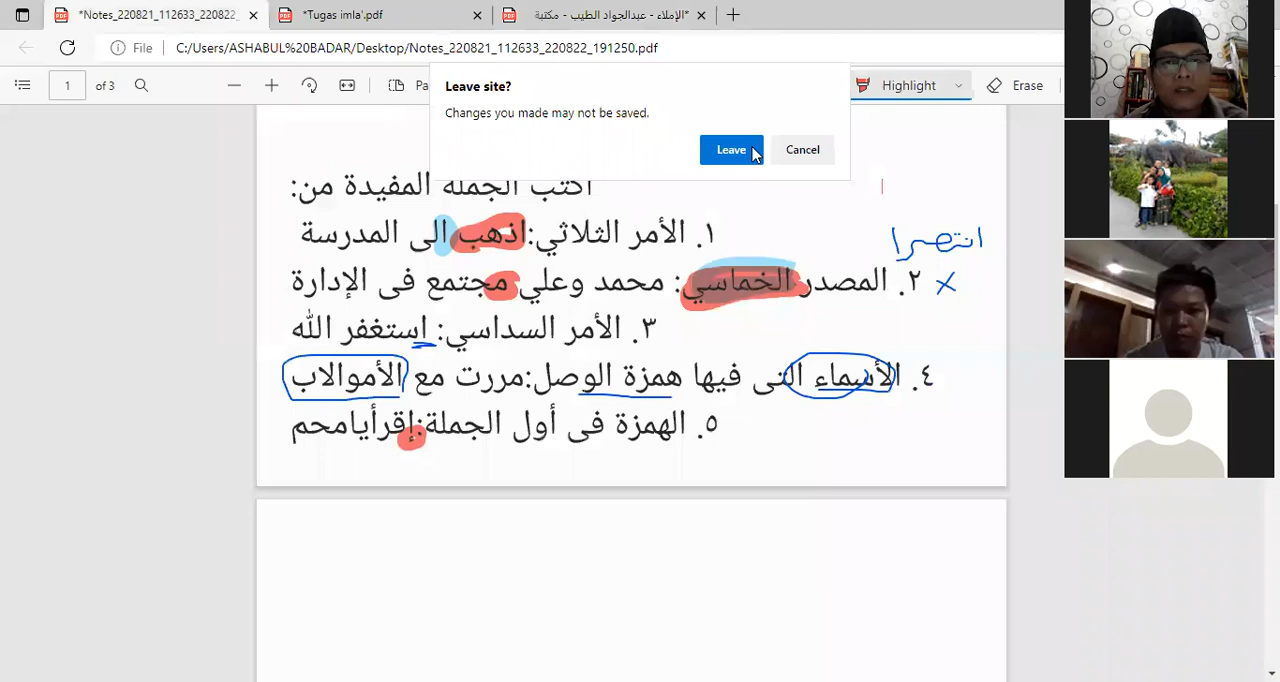 *Notes_220821_112633_220822_
*Tugas imla'.pdf
*الإملاء - عبدالجواد الطيب - مكتبة
File C:/Users/ASHABUL%20BADAR/Desktop/Notes_220821_112633_220822_191250.pdf
1 of 3
Highlight
Erase
Leave site?
Changes you made may not be saved.
Leave Cancel
اكتب الجملة المفيدة من:
١. الأمر الثلاثي:اذهب الى المدرسة
انتصرا
٢. المصدر الخماسي: محمد وعلي مجتمع فى الإدارة
٣. الأمر السداسي: استغفر الله
٤. الأسماء التى فيها همزة الوصل:مررت مع الأموالاب
٥. الهمزة فى أول الجملة:إقرأيامحم